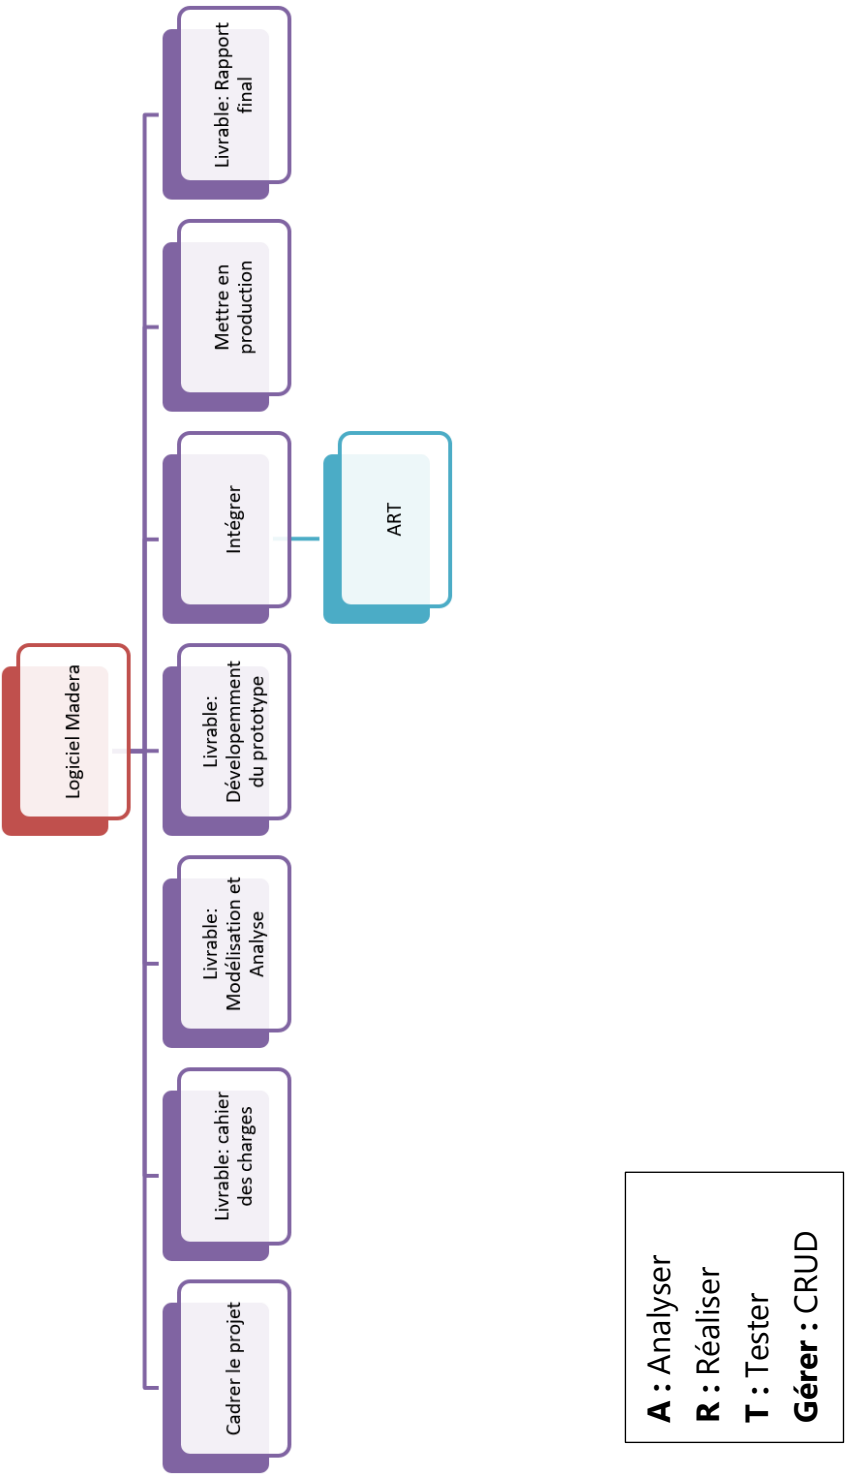 Logiciel Madera
Cadrer le projet
Livrable: cahier
des charges
Livrable:
Modélisation et
Analyse
Livrable:
Dévelopemment
du prototype
Intégrer
Mettre en
production
Livrable: Rapport
final
ART
A : Analyser
R : Réaliser
T : Tester
Gérer : CRUD